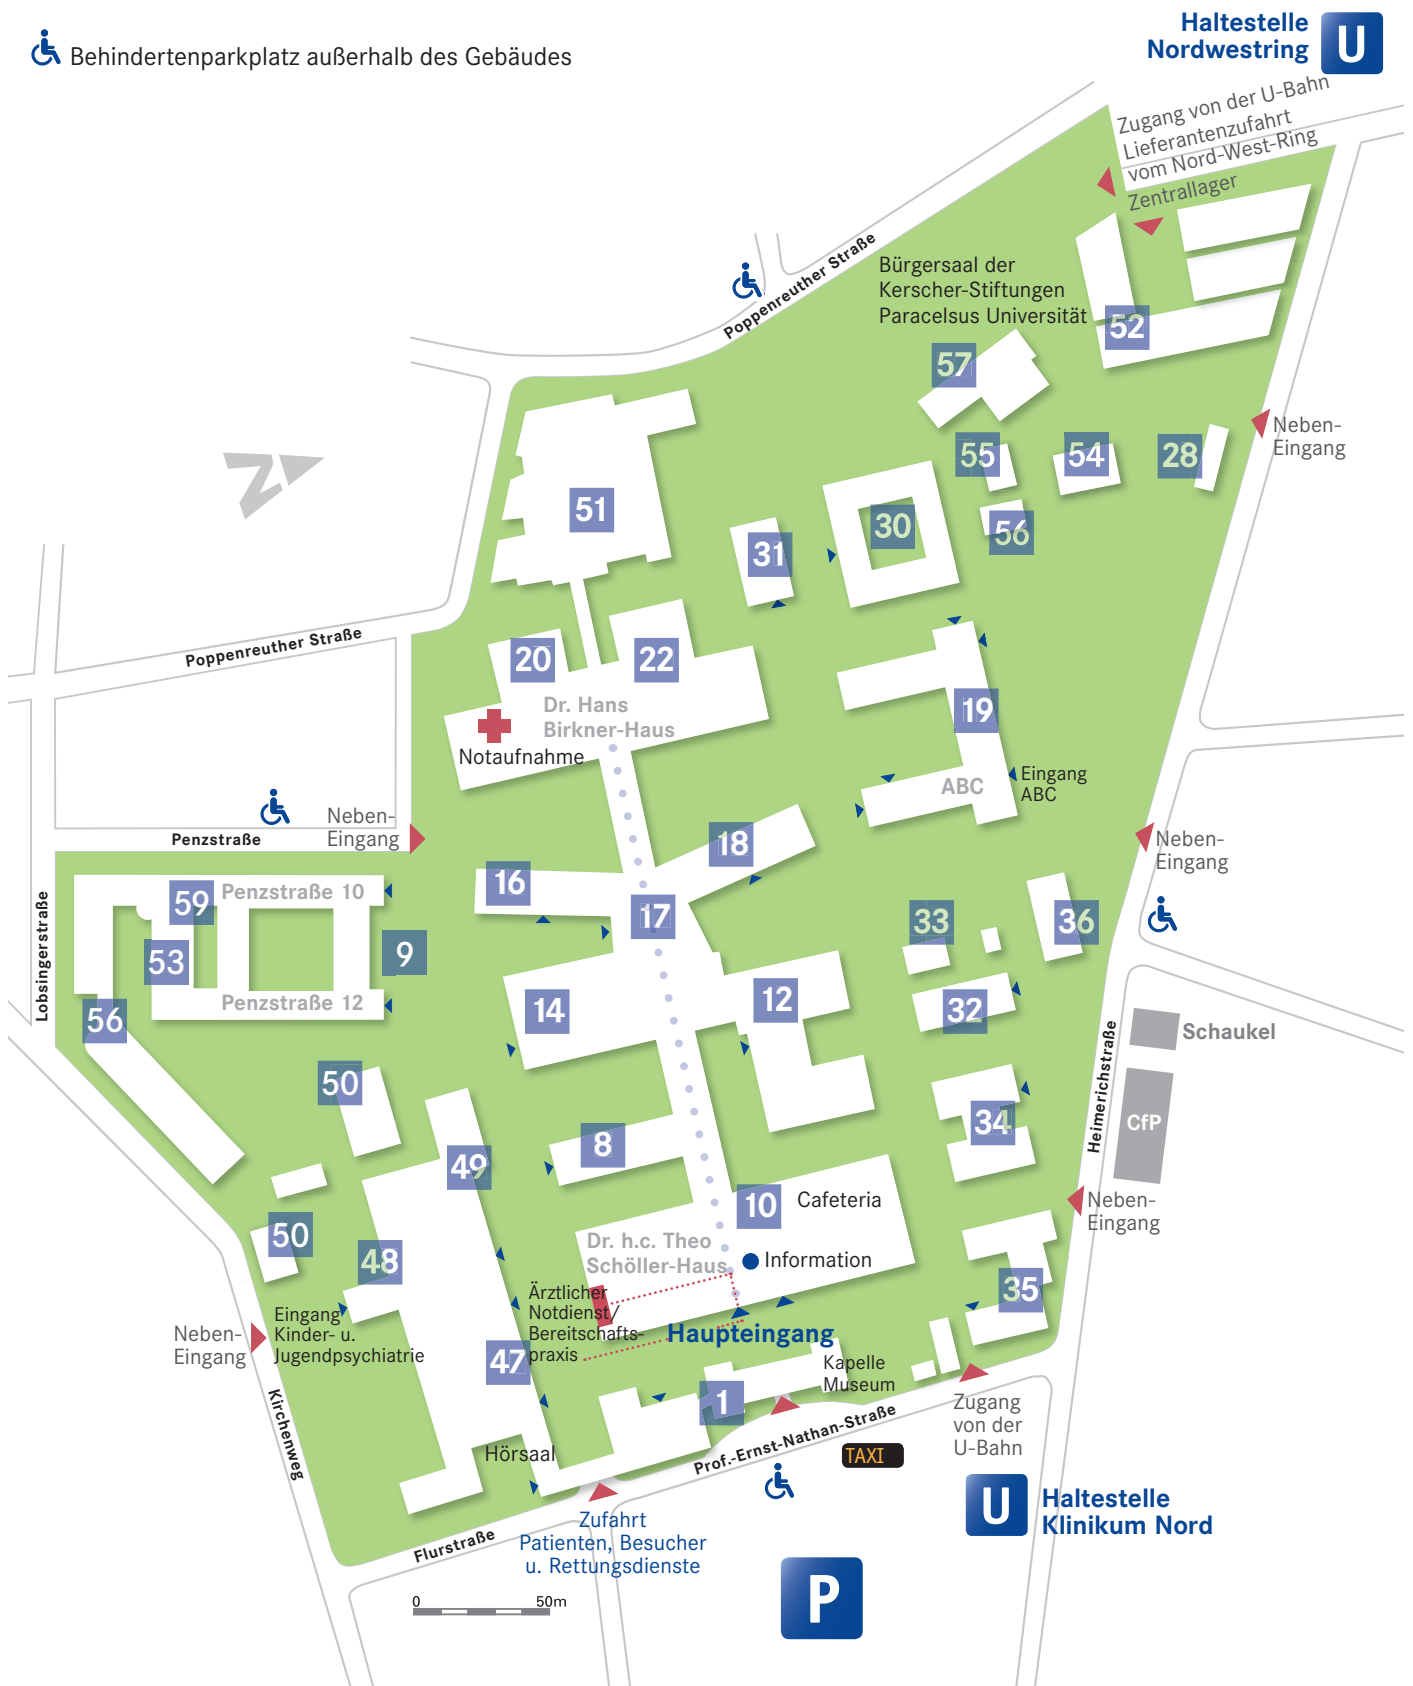 Behindertenparkplatz außerhalb des Gebäudes
Haltestelle
Nordwestring
U
Zugang von der U-Bahn
Lieferantenzufahrt
vom Nord-West-Ring
Zentrallager
Poppenreuther Straße
Bürgersaal der
Kerscher-Stiftungen
Paracelsus Universität
52
57
Neben-
Eingang
55
54
28
N
51
30
56
31
Poppenreuther Straße
20
22
Dr. Hans
Birkner-Haus
Notaufnahme
19
ABC
Eingang
ABC
Neben-
Eingang
Penzstraße
18
Neben-
Eingang
16
17
Lobsingerstraße
59
Penzstraße 10
53
9
Penzstraße 12
56
33
36
14
12
32
Schaukel
Heimerichstraße
CfP
50
34
8
49
10
Cafeteria
Neben-
Eingang
50
48
Dr. h.c. Theo
Schöller-Haus
Information
35
Ärztlicher
Notdienst/
Bereitschafts-
praxis
Eingang
Kinder- u.
Jugendpsychiatrie
Neben-
Eingang
Haupteingang
47
Kapelle
Museum
1
Kirchenweg
Zugang
von der
U-Bahn
Prof.-Ernst-Nathan-Straße
TAXI
Hörsaal
U
Haltestelle
Klinikum Nord
Zufahrt
Patienten, Besucher
u. Rettungsdienste
Flurstraße
P
0 50m